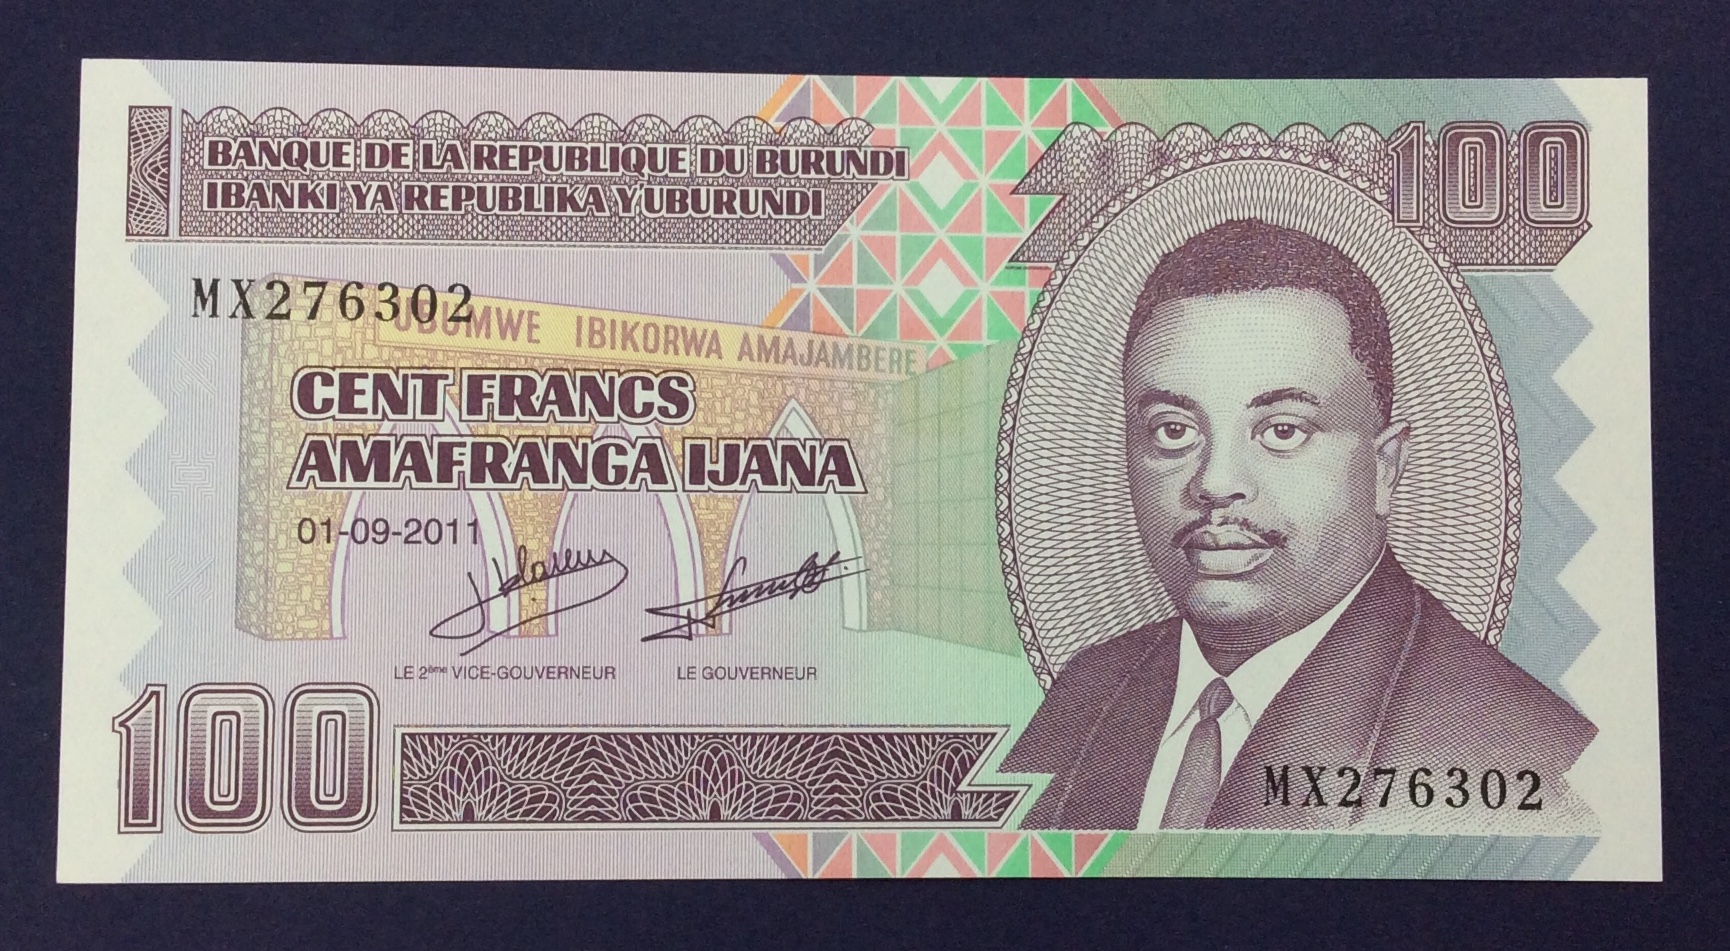 BANQUE DE LA REPUBLIQUE DU BURUNDI
IBANKI YA REPUBLIKA Y'UBURUNDI
100
MX276302
UBUMWE IBIKORWA AMAJAMBERE
CENT FRANCS
AMAFRANGA IJANA
01-09-2011
LE 2ème VICE-GOUVERNEUR
LE GOUVERNEUR
100
MX276302